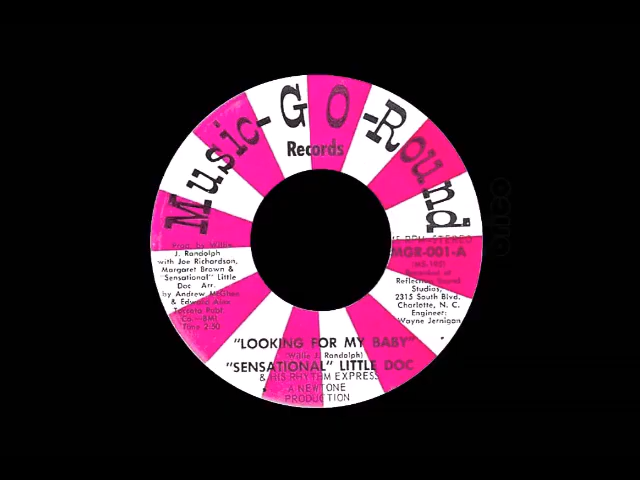 Music-GO-Round
Records
Prod. by Willie
J. Randolph
with Joe Richardson,
Margaret Brown &
"Sensational" Little
Doc Arr.
by Andrew
& Edward
Toccota Publ.
Co.-BMI
Time 2:50
45 RPM-STEREO
MGR-001-A
Recorded at
Reflection Sound
Studios,
2315 South Blvd.
Charlotte, N. C.
Engineer:
Wayne Jernigan
"LOOKING FOR MY BABY"
(Willie J. Randolph)
"SENSATIONAL" LITTLE DOC
& HIS RHYTHM EXPRESS
A NEWTONE
PRODUCTION